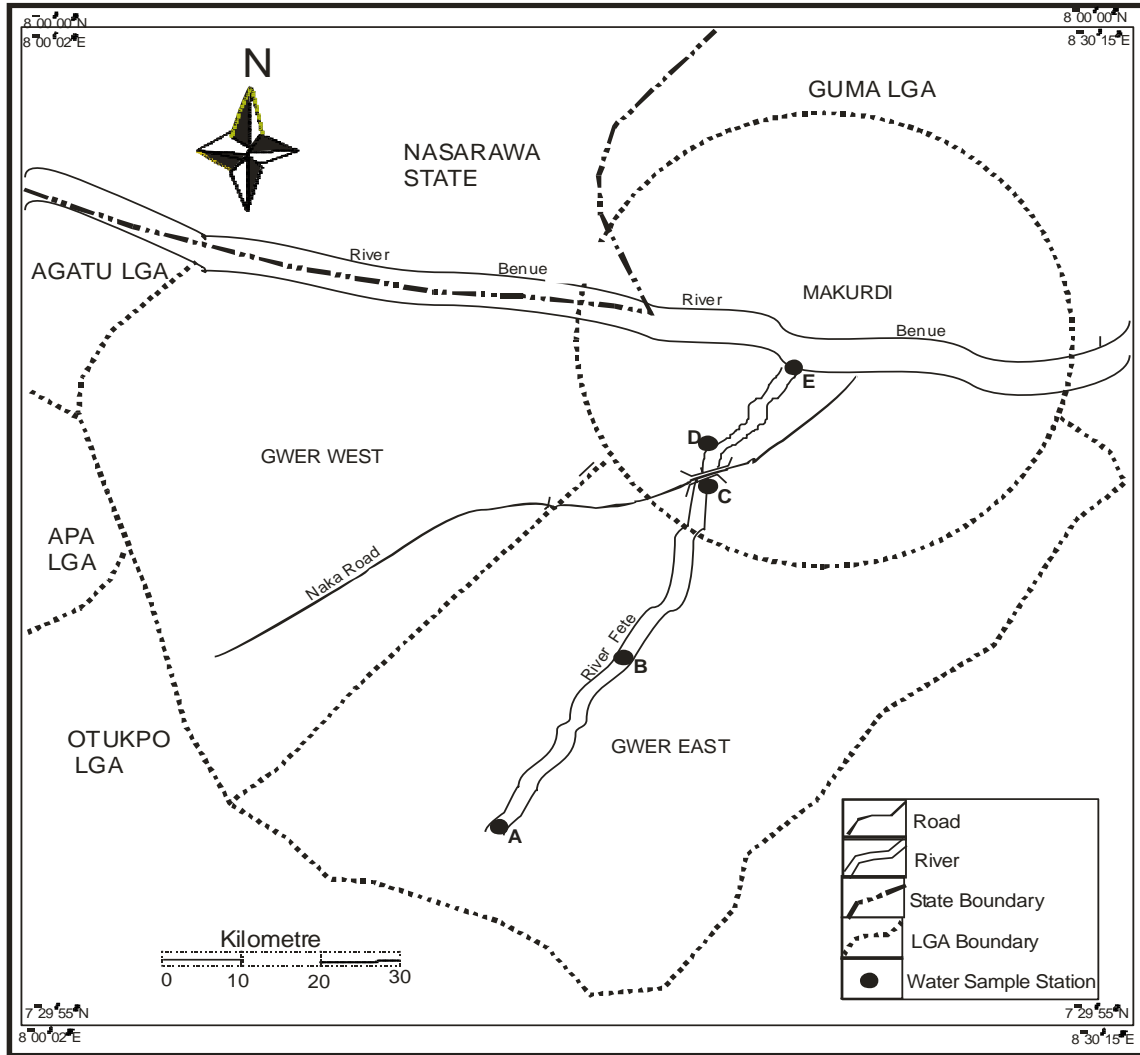 8 00 00 N
8 00 02 E
8 00 00 N
8 30 15 E
N
GUMA LGA
NASARAWA
STATE
River
Benue
AGATU LGA
River
MAKURDI
Benue
E
D
GWER WEST
C
APA
LGA
Naka Road
River Fete
B
OTUKPO
LGA
GWER EAST
A
Road
River
State Boundary
LGA Boundary
Water Sample Station
Kilometre
0 10 20 30
7 29 55 N
8 00 02 E
7 29 55 N
8 30 15 E